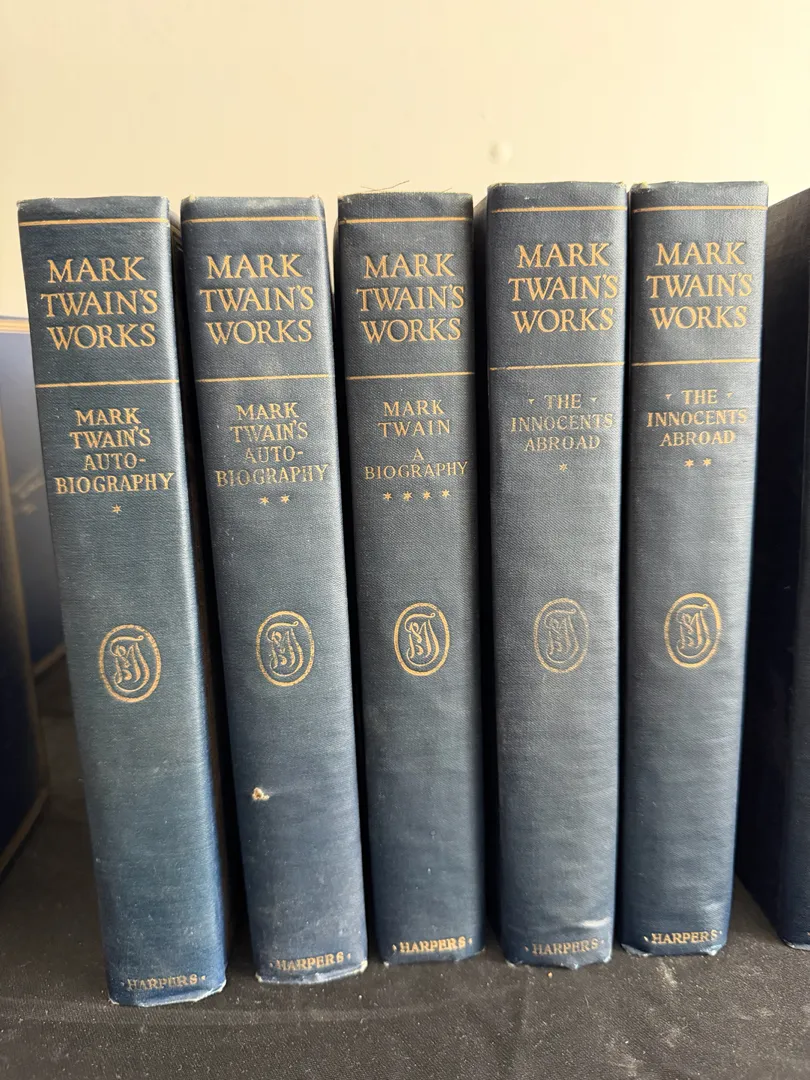 MARK
TWAIN'S
WORKS
MARK
TWAIN'S
AUTO-
BIOGRAPHY
*
HARPERS
MARK
TWAIN'S
WORKS
MARK
TWAIN'S
AUTO-
BIOGRAPHY
* *
HARPERS
MARK
TWAIN'S
WORKS
MARK
TWAIN
A
BIOGRAPHY
* * * *
HARPERS
MARK
TWAIN'S
WORKS
THE
INNOCENTS
ABROAD
*
HARPERS
MARK
TWAIN'S
WORKS
THE
INNOCENTS
ABROAD
* *
HARPERS